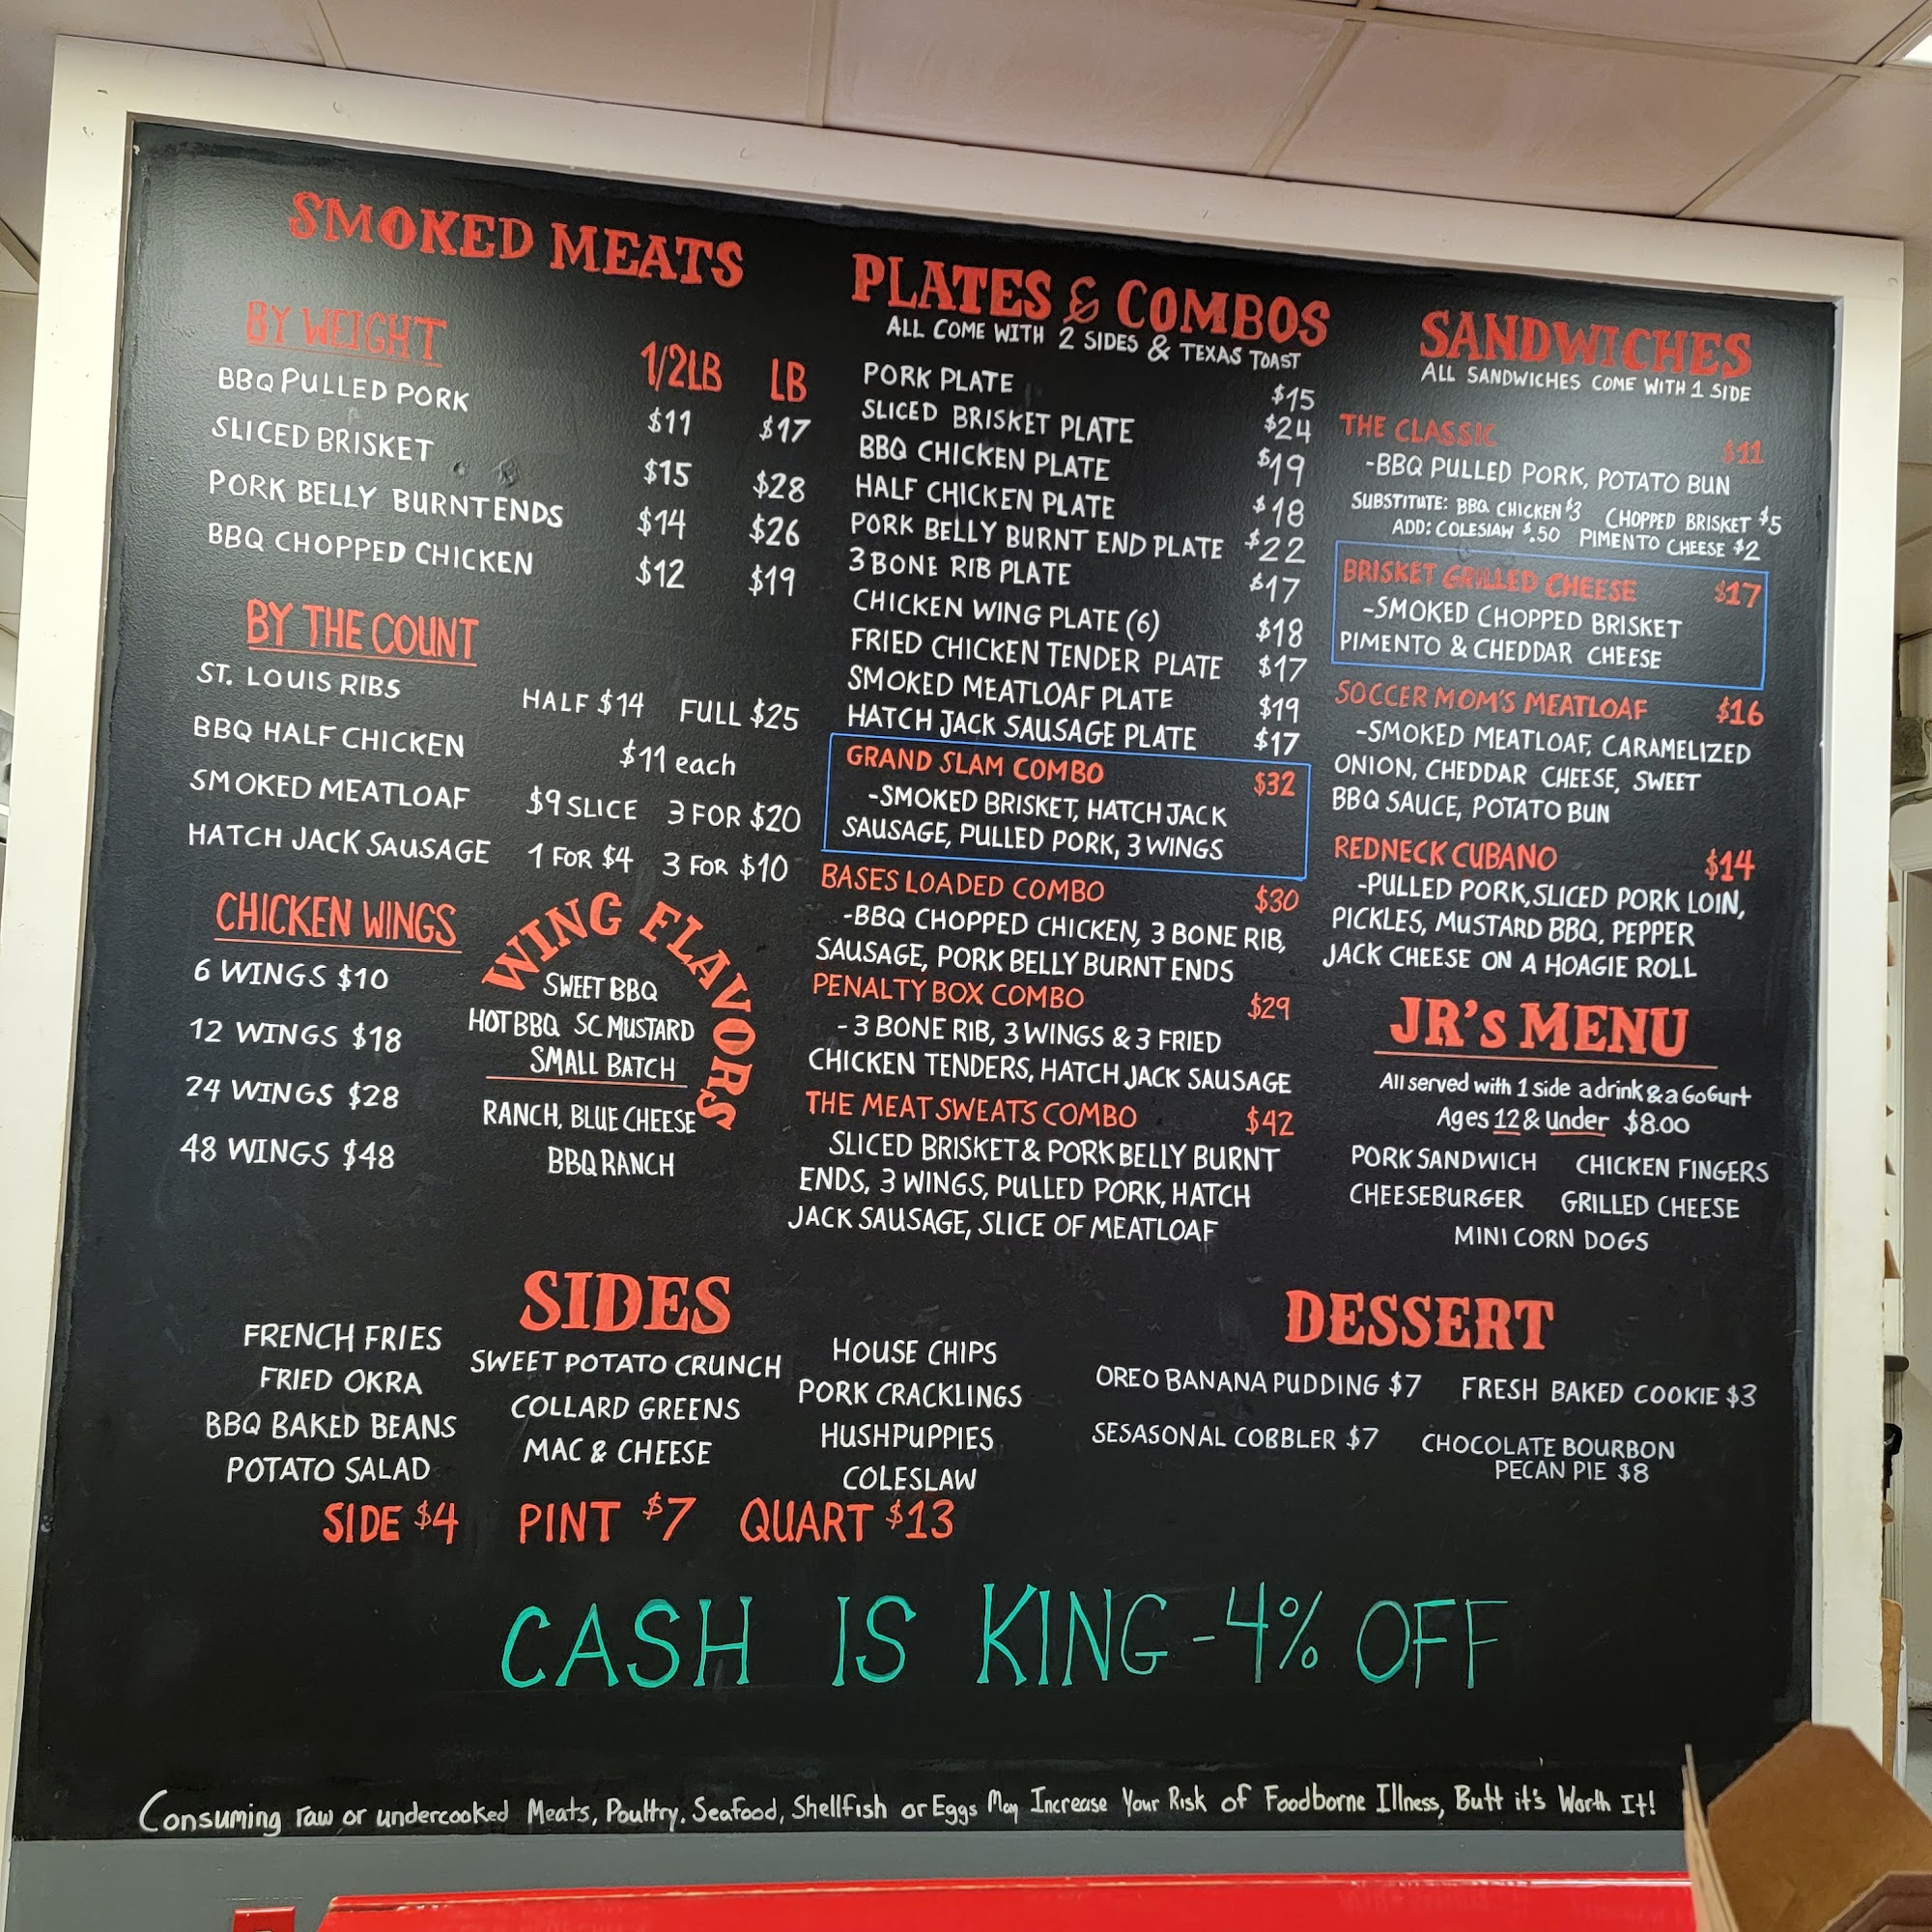 SMOKED MEATS
BY WEIGHT
1/2LB LB
BBQ PULLED PORK $11 $17
SLICED BRISKET $15 $28
PORK BELLY BURNT ENDS $14 $26
BBQ CHOPPED CHICKEN $12 $19
BY THE COUNT
ST. LOUIS RIBS HALF $14 FULL $25
BBQ HALF CHICKEN $11 each
SMOKED MEATLOAF $9 SLICE 3 FOR $20
HATCH JACK SAUSAGE 1 FOR $4 3 FOR $10
CHICKEN WINGS
6 WINGS $10
12 WINGS $18
24 WINGS $28
48 WINGS $48
WING FLAVORS
SWEET BBQ
HOT BBQ SC MUSTARD
SMALL BATCH
RANCH, BLUE CHEESE
BBQ RANCH
PLATES & COMBOS
ALL COME WITH 2 SIDES & TEXAS TOAST
PORK PLATE $15
SLICED BRISKET PLATE $24
BBQ CHICKEN PLATE $19
HALF CHICKEN PLATE $18
PORK BELLY BURNT END PLATE $22
3 BONE RIB PLATE $17
CHICKEN WING PLATE (6) $18
FRIED CHICKEN TENDER PLATE $17
SMOKED MEATLOAF PLATE $19
HATCH JACK SAUSAGE PLATE $17
GRAND SLAM COMBO $32
-SMOKED BRISKET, HATCH JACK
SAUSAGE, PULLED PORK, 3 WINGS
BASES LOADED COMBO $30
-BBQ CHOPPED CHICKEN, 3 BONE RIB,
SAUSAGE, PORK BELLY BURNT ENDS
PENALTY BOX COMBO $29
- 3 BONE RIB, 3 WINGS & 3 FRIED
CHICKEN TENDERS, HATCH JACK SAUSAGE
THE MEAT SWEATS COMBO $42
SLICED BRISKET & PORK BELLY BURNT
ENDS, 3 WINGS, PULLED PORK, HATCH
JACK SAUSAGE, SLICE OF MEATLOAF
SANDWICHES
ALL SANDWICHES COME WITH 1 SIDE
THE CLASSIC $11
-BBQ PULLED PORK, POTATO BUN
SUBSTITUTE: BBQ CHICKEN $3 CHOPPED BRISKET $5
ADD: COLESLAW $.50 PIMENTO CHEESE $2
BRISKET GRILLED CHEESE $17
-SMOKED CHOPPED BRISKET
PIMENTO & CHEDDAR CHEESE
SOCCER MOM'S MEATLOAF $16
-SMOKED MEATLOAF, CARAMELIZED
ONION, CHEDDAR CHEESE, SWEET
BBQ SAUCE, POTATO BUN
REDNECK CUBANO $14
-PULLED PORK, SLICED PORK LOIN,
PICKLES, MUSTARD BBQ, PEPPER
JACK CHEESE ON A HOAGIE ROLL
JR's MENU
All served with 1 side a drink & a GoGurt
Ages 12 & under $8.00
PORK SANDWICH CHICKEN FINGERS
CHEESEBURGER GRILLED CHEESE
MINI CORN DOGS
SIDES
FRENCH FRIES
FRIED OKRA
BBQ BAKED BEANS
POTATO SALAD
SWEET POTATO CRUNCH
COLLARD GREENS
MAC & CHEESE
HOUSE CHIPS
PORK CRACKLINGS
HUSHPUPPIES
COLESLAW
SIDE $4 PINT $7 QUART $13
DESSERT
OREO BANANA PUDDING $7 FRESH BAKED COOKIE $3
SESASONAL COBBLER $7 CHOCOLATE BOURBON
PECAN PIE $8
CASH IS KING - 4% OFF
Consuming raw or undercooked Meats, Poultry, Seafood, Shellfish or Eggs May Increase Your Risk of Foodborne Illness, Butt it's Worth It!